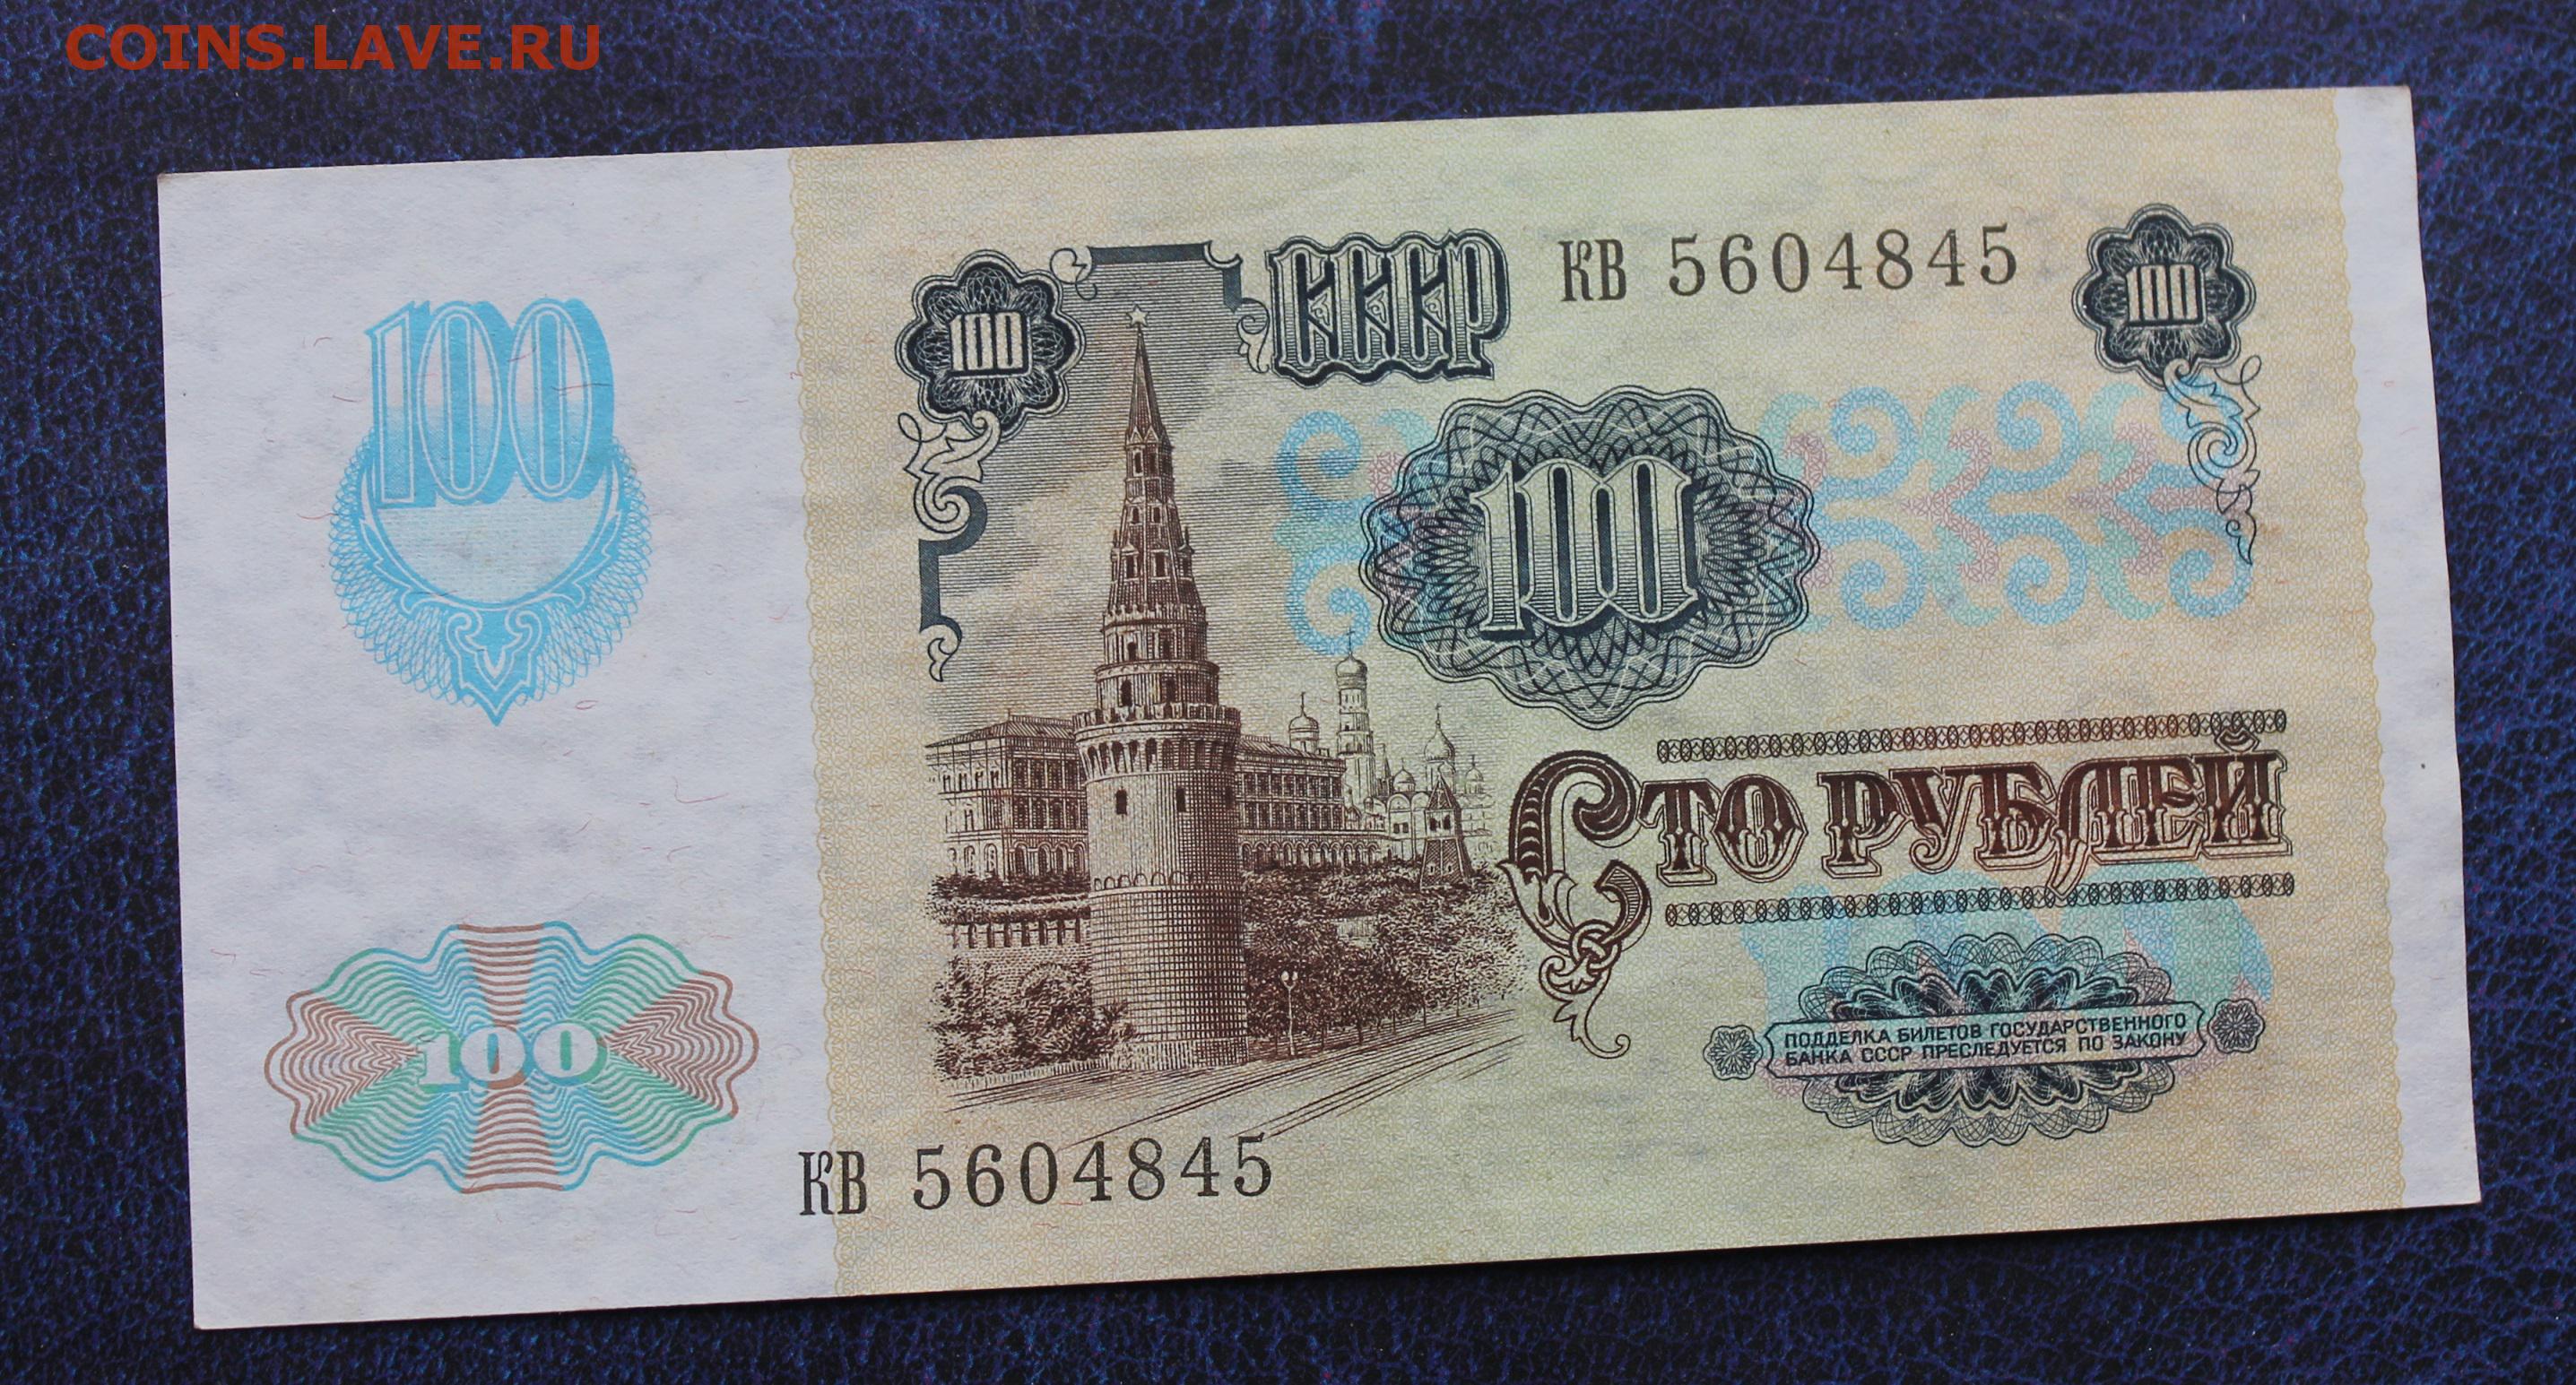 COINS.LAVE.RU
100
100
СССР
КВ 5604845
100
100
100
СТО РУБЛЕЙ
ПОДДЕЛКА БИЛЕТОВ ГОСУДАРСТВЕННОГО
БАНКА СССР ПРЕСЛЕДУЕТСЯ ПО ЗАКОНУ
КВ 5604845